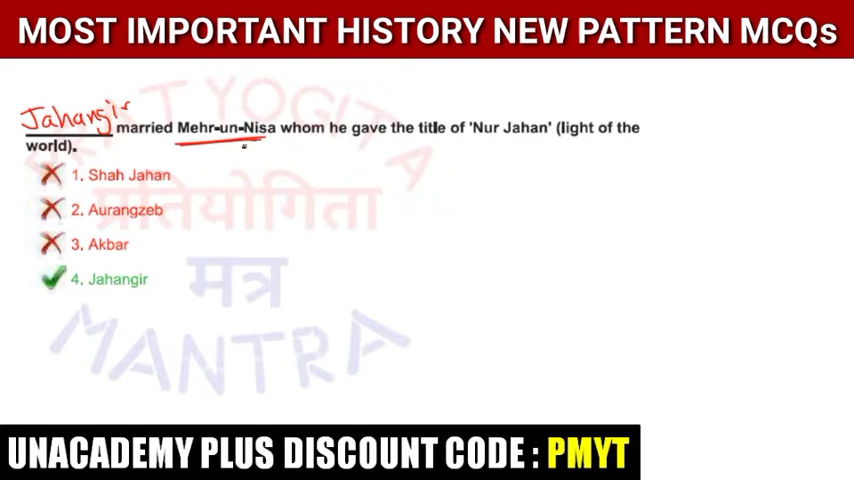 MOST IMPORTANT HISTORY NEW PATTERN MCQs
PRATIYOGITA
Jahangir married Mehr-un-Nisa whom he gave the title of 'Nur Jahan' (light of the
world).
1. Shah Jahan
2. Aurangzeb
प्रतियोगिता
3. Akbar
4. Jahangir
मंत्र
MANTRA
UNACADEMY PLUS DISCOUNT CODE : PMYT